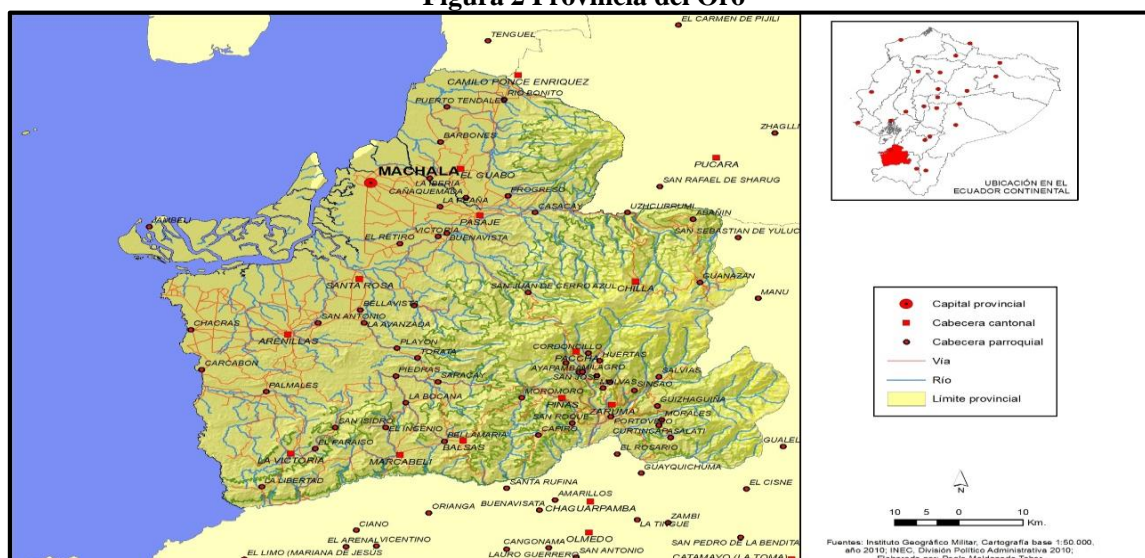 Figura 2 Provincia del Oro
EL CARMEN DE PIJILI
TENGUEL
CAMILO PONCE ENRIQUEZ
RIO BONITO
PUERTO TENDALES
BARBONES
ZHAGLLI
PUCARA
MACHALA
EL GUABO
LA IBERIA
CAÑAQUEMADA
PROGRESO
SAN RAFAEL DE SHARUG
LA PEAÑA
CASACAY
UZHCURRUMI
PASAJE
ABAÑIN
JAMBELI
VICTORIA
EL RETIRO
BUENAVISTA
SAN SEBASTIAN DE YULUC
SANTA ROSA
SAN JUAN DE CERRO AZUL
CHILLA
GUANAZAN
MANU
BELLAVISTA
SAN ANTONIO
LA AVANZADA
CHACRAS
ARENILLAS
PLAYON
TORATA
CORDONCILLO
PACCHA
HUERTAS
CARCABON
AYAPAMBA
MILAGRO
SAN JOSE
PIEDRAS
SARACAY
SALVIAS
PALMALES
SINSAO
MOROMORO
LA BOCANA
PIÑAS
ZARUMA
GUIZHAGUIÑA
SAN ROQUE
PORTOVELO
MORALES
CURTINCAPAC
SALATI
SAN ISIDRO
EL INGENIO
BELLAMARIA
CAPIRO
EL PARAISO
BALSAS
EL ROSARIO
GUALEL
LA VICTORIA
MARCABELI
GUAYQUICHUMA
LA LIBERTAD
SANTA RUFINA
EL CISNE
AMARILLOS
BUENAVISATA
CHAGUARPAMBA
ORIANGA
ZAMBI
LA TINGUE
CIANO
OLMEDO
EL ARENAL
VICENTINO
SAN PEDRO DE LA BENDITA
CANGONAMA
EL LIMO (MARIANA DE JESUS)
LAURO GUERRERO
SAN ANTONIO
CATAMAYO (LA TOMA)
UBICACIÓN EN EL
ECUADOR CONTINENTAL
Capital provincial
Cabecera cantonal
Cabecera parroquial
Vía
Río
Límite provincial
N
10 5 0 10
Km.
Fuentes: Instituto Geográfico Militar, Cartografía base 1:50.000,
año 2010; INEC, División Político Administrativa 2010;